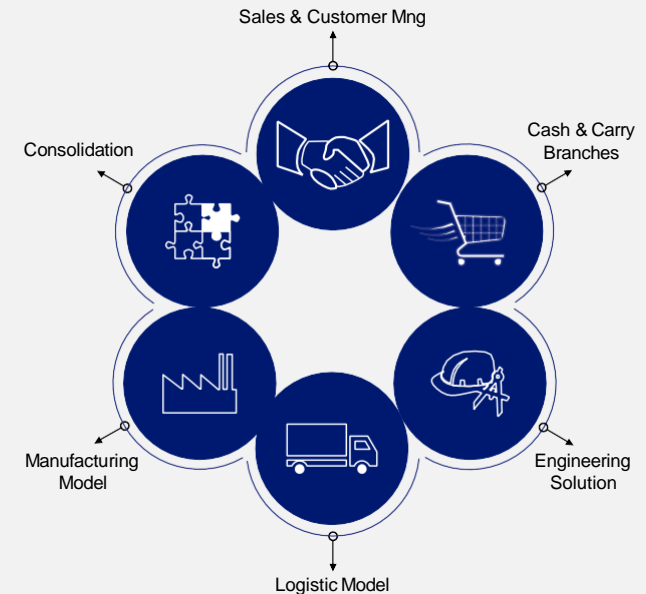 Sales & Customer Mng
Consolidation
Cash & Carry
Branches
Manufacturing
Model
Engineering
Solution
Logistic Model